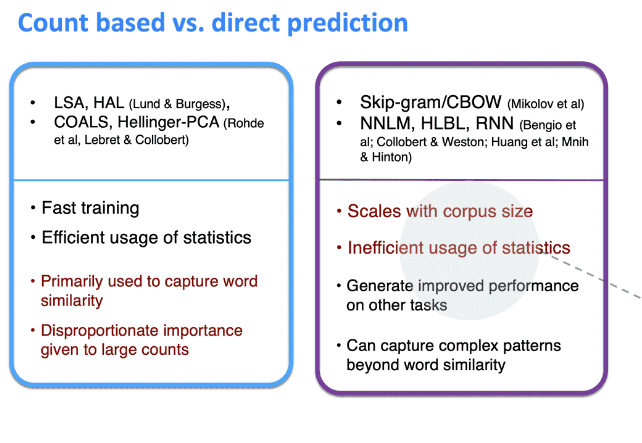 Count based vs. direct prediction
• LSA, HAL (Lund & Burgess),
• COALS, Hellinger-PCA (Rohde
et al, Lebret & Collobert)
• Fast training
• Efficient usage of statistics
• Primarily used to capture word
similarity
• Disproportionate importance
given to large counts
• Skip-gram/CBOW (Mikolov et al)
• NNLM, HLBL, RNN (Bengio et
al; Collobert & Weston; Huang et al; Mnih
& Hinton)
• Scales with corpus size
• Inefficient usage of statistics
• Generate improved performance
on other tasks
• Can capture complex patterns
beyond word similarity